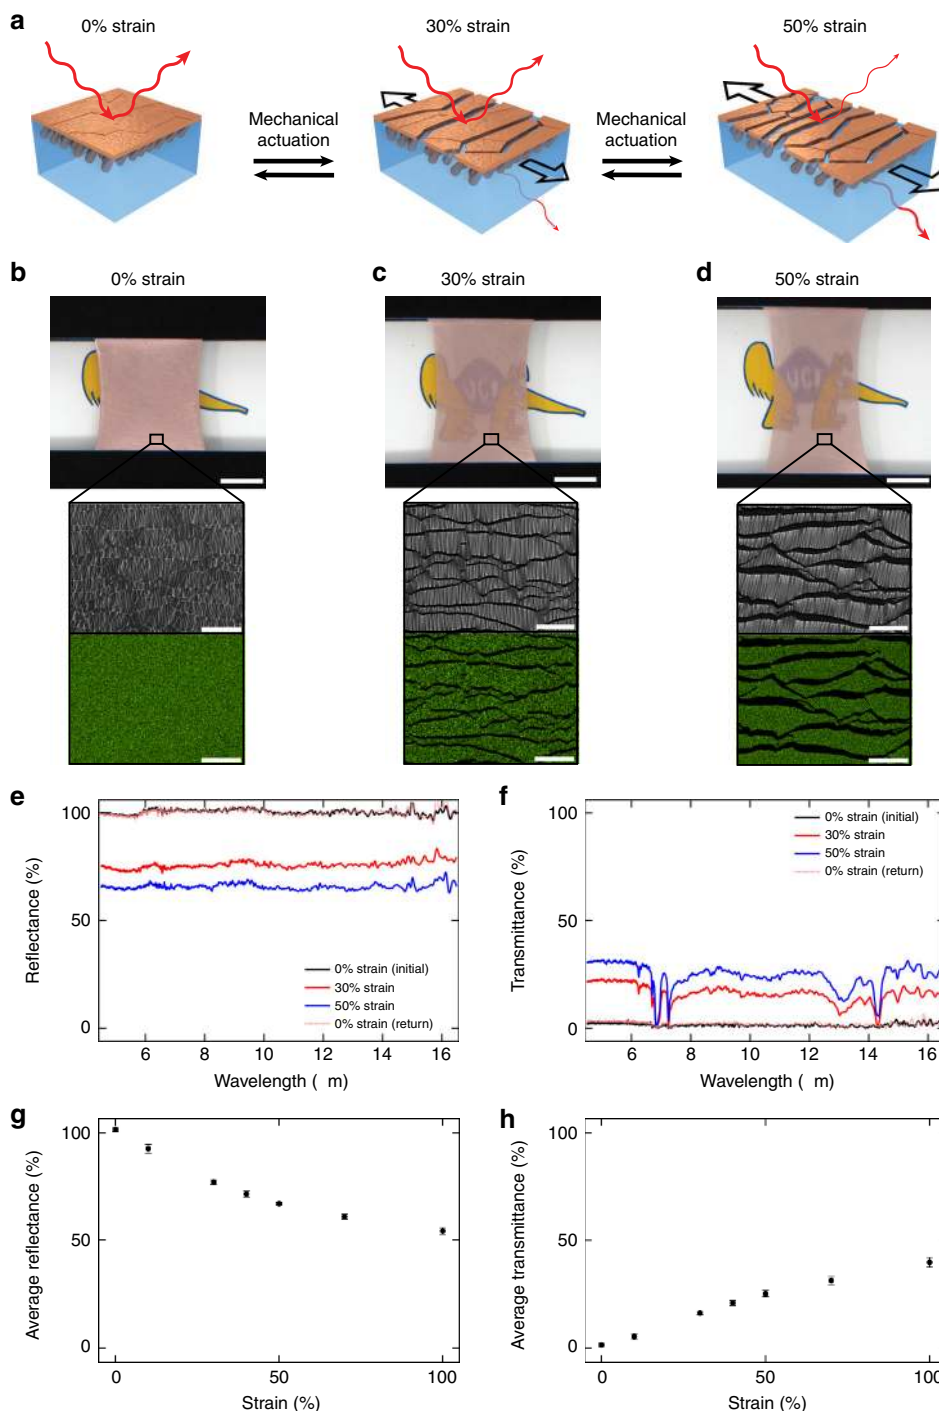 a
0% strain
30% strain
50% strain
Mechanical
actuation
Mechanical
actuation
b
0% strain
c
30% strain
d
50% strain
UCI
UCI
e
100
50
0
Reflectance (%)
0% strain (initial)
30% strain
50% strain
0% strain (return)
6 8 10 12 14 16
Wavelength ( m)
f
100
50
0
Transmittance (%)
0% strain (initial)
30% strain
50% strain
0% strain (return)
6 8 10 12 14 16
Wavelength ( m)
g
100
50
0
Average reflectance (%)
0 50 100
Strain (%)
h
100
50
0
Average transmittance (%)
0 50 100
Strain (%)